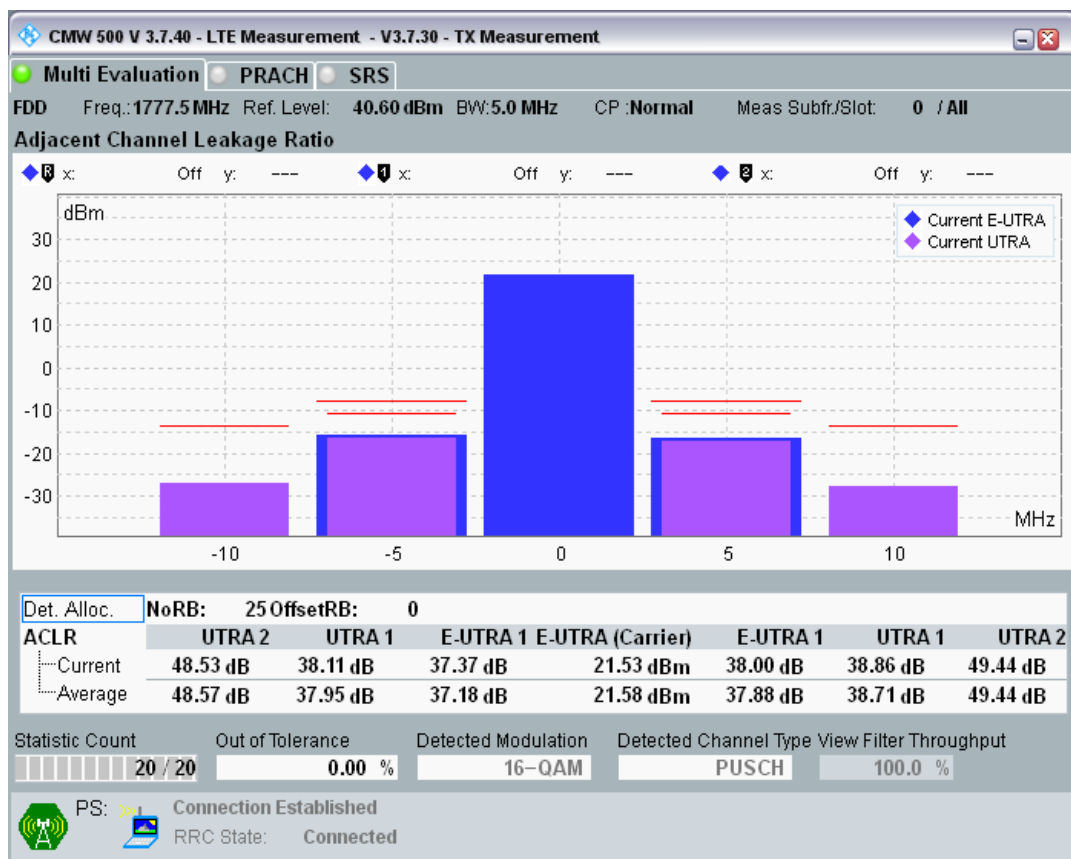 CMW 500 V 3.7.40 - LTE Measurement - V3.7.30 - TX Measurement
Multi Evaluation PRACH SRS
FDD Freq.:1777.5 MHz Ref. Level: 40.60 dBm BW:5.0 MHz CP :Normal Meas Subfr./Slot: 0 / All
Adjacent Channel Leakage Ratio
R x: Off y: --- 1 x: Off y: --- 2 x: Off y: ---
dBm
Current E-UTRA
Current UTRA
30
20
10
0
-10
-20
-30
MHz
-10 -5 0 5 10
Det. Alloc. NoRB: 25 OffsetRB: 0
ACLR UTRA 2 UTRA 1 E-UTRA 1 E-UTRA (Carrier) E-UTRA 1 UTRA 1 UTRA 2
Current 48.53 dB 38.11 dB 37.37 dB 21.53 dBm 38.00 dB 38.86 dB 49.44 dB
Average 48.57 dB 37.95 dB 37.18 dB 21.58 dBm 37.88 dB 38.71 dB 49.44 dB
Statistic Count Out of Tolerance Detected Modulation Detected Channel Type View Filter Throughput
20 / 20 0.00 % 16-QAM PUSCH 100.0 %
PS: Connection Established
RRC State: Connected